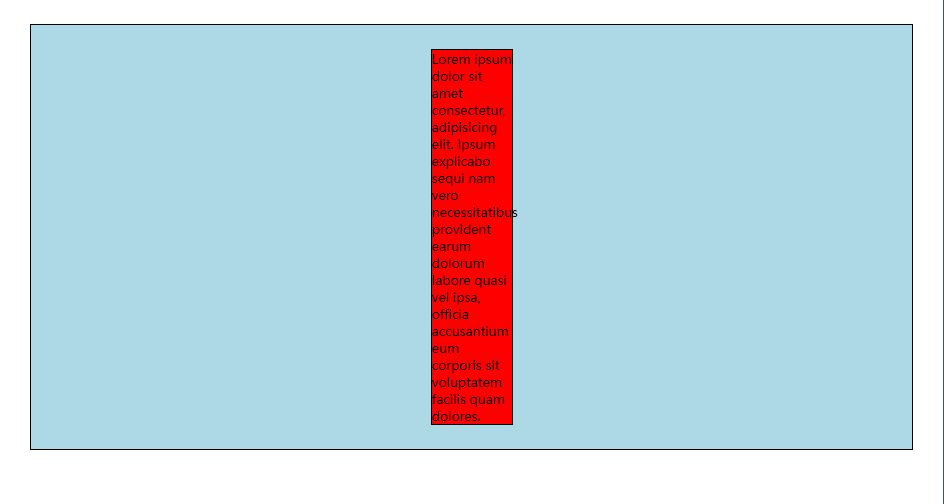 Lorem ipsum
dolor sit
amet
consectetur,
adipisicing
elit. Ipsum
explicabo
sequi nam
vero
necessitatibus
provident
earum
dolorum
labore quasi
vel ipsa,
officia
accusantium
eum
corporis sit
voluptatem
facilis quam
dolores.